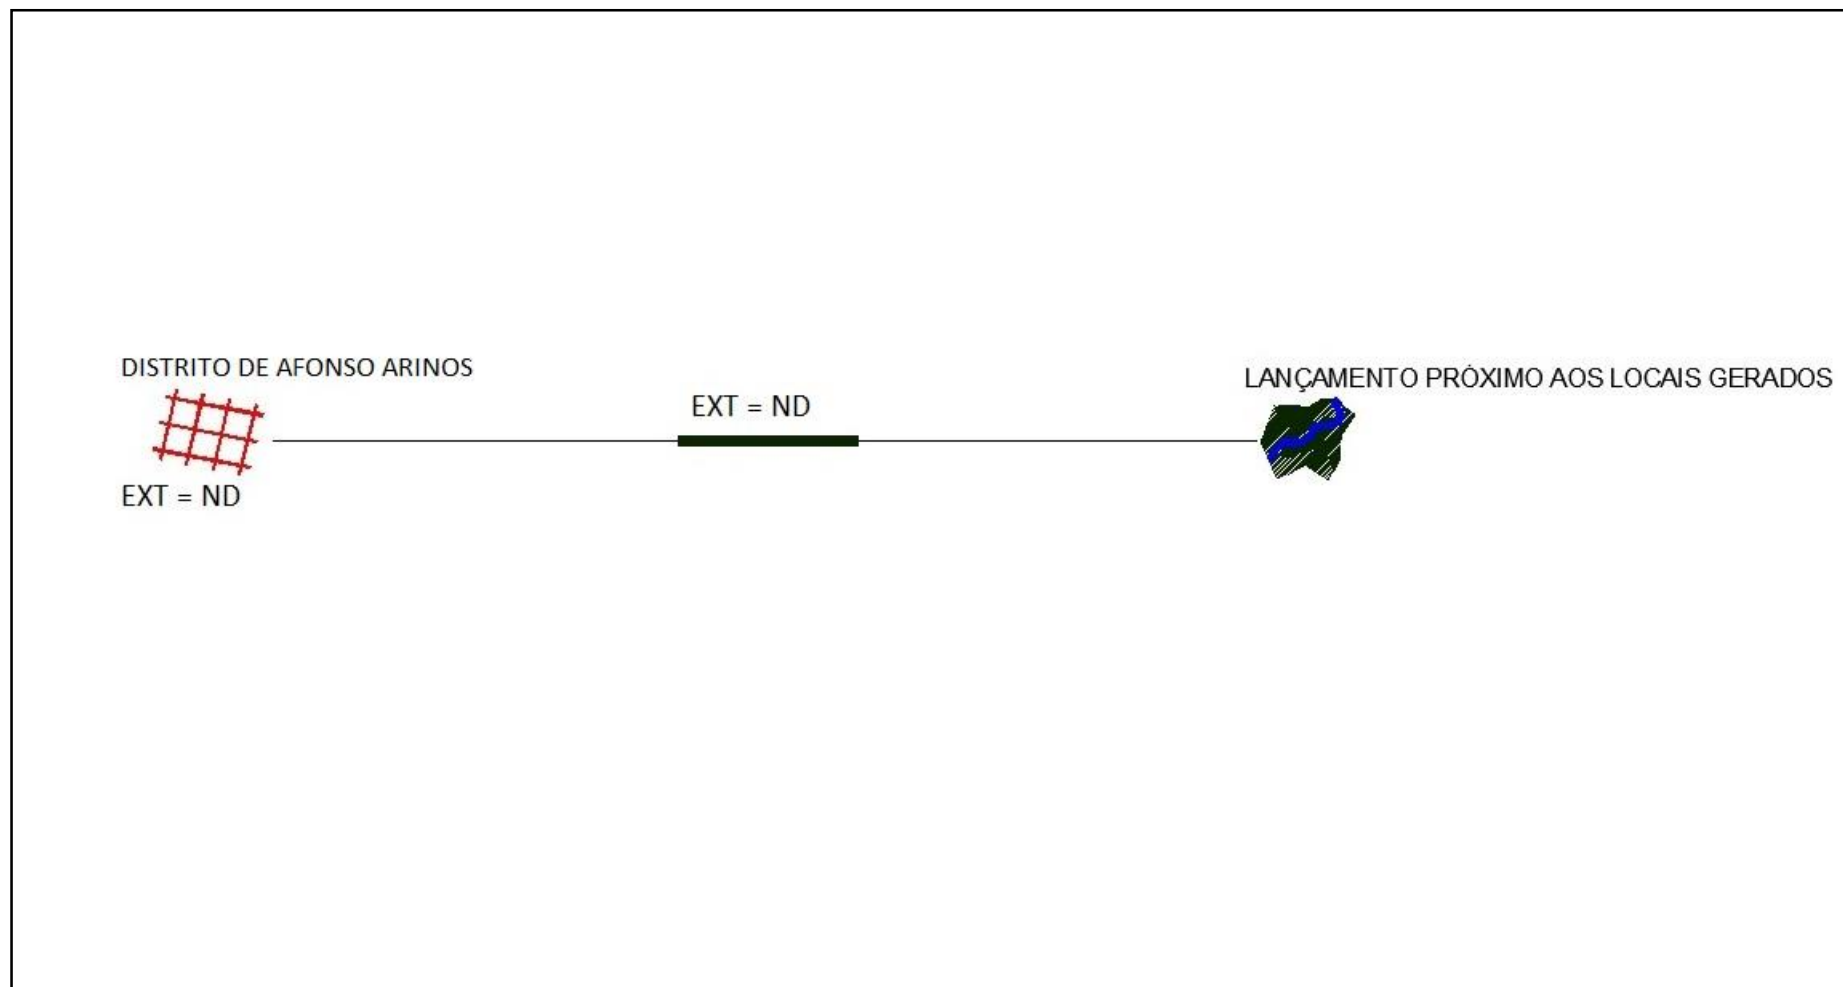 DISTRITO DE AFONSO ARINOS
EXT = ND
EXT = ND
LANÇAMENTO PRÓXIMO AOS LOCAIS GERADOS